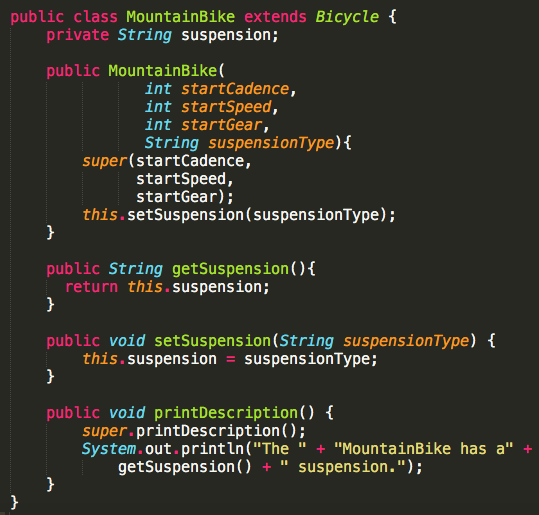 public class MountainBike extends Bicycle {
    private String suspension;

    public MountainBike(
               int startCadence,
               int startSpeed,
               int startGear,
               String suspensionType){
        super(startCadence,
              startSpeed,
              startGear);
        this.setSuspension(suspensionType);
    }

    public String getSuspension(){
      return this.suspension;
    }

    public void setSuspension(String suspensionType) {
        this.suspension = suspensionType;
    }

    public void printDescription() {
        super.printDescription();
        System.out.println("The " + "MountainBike has a" +
            getSuspension() + " suspension.");
    }
}